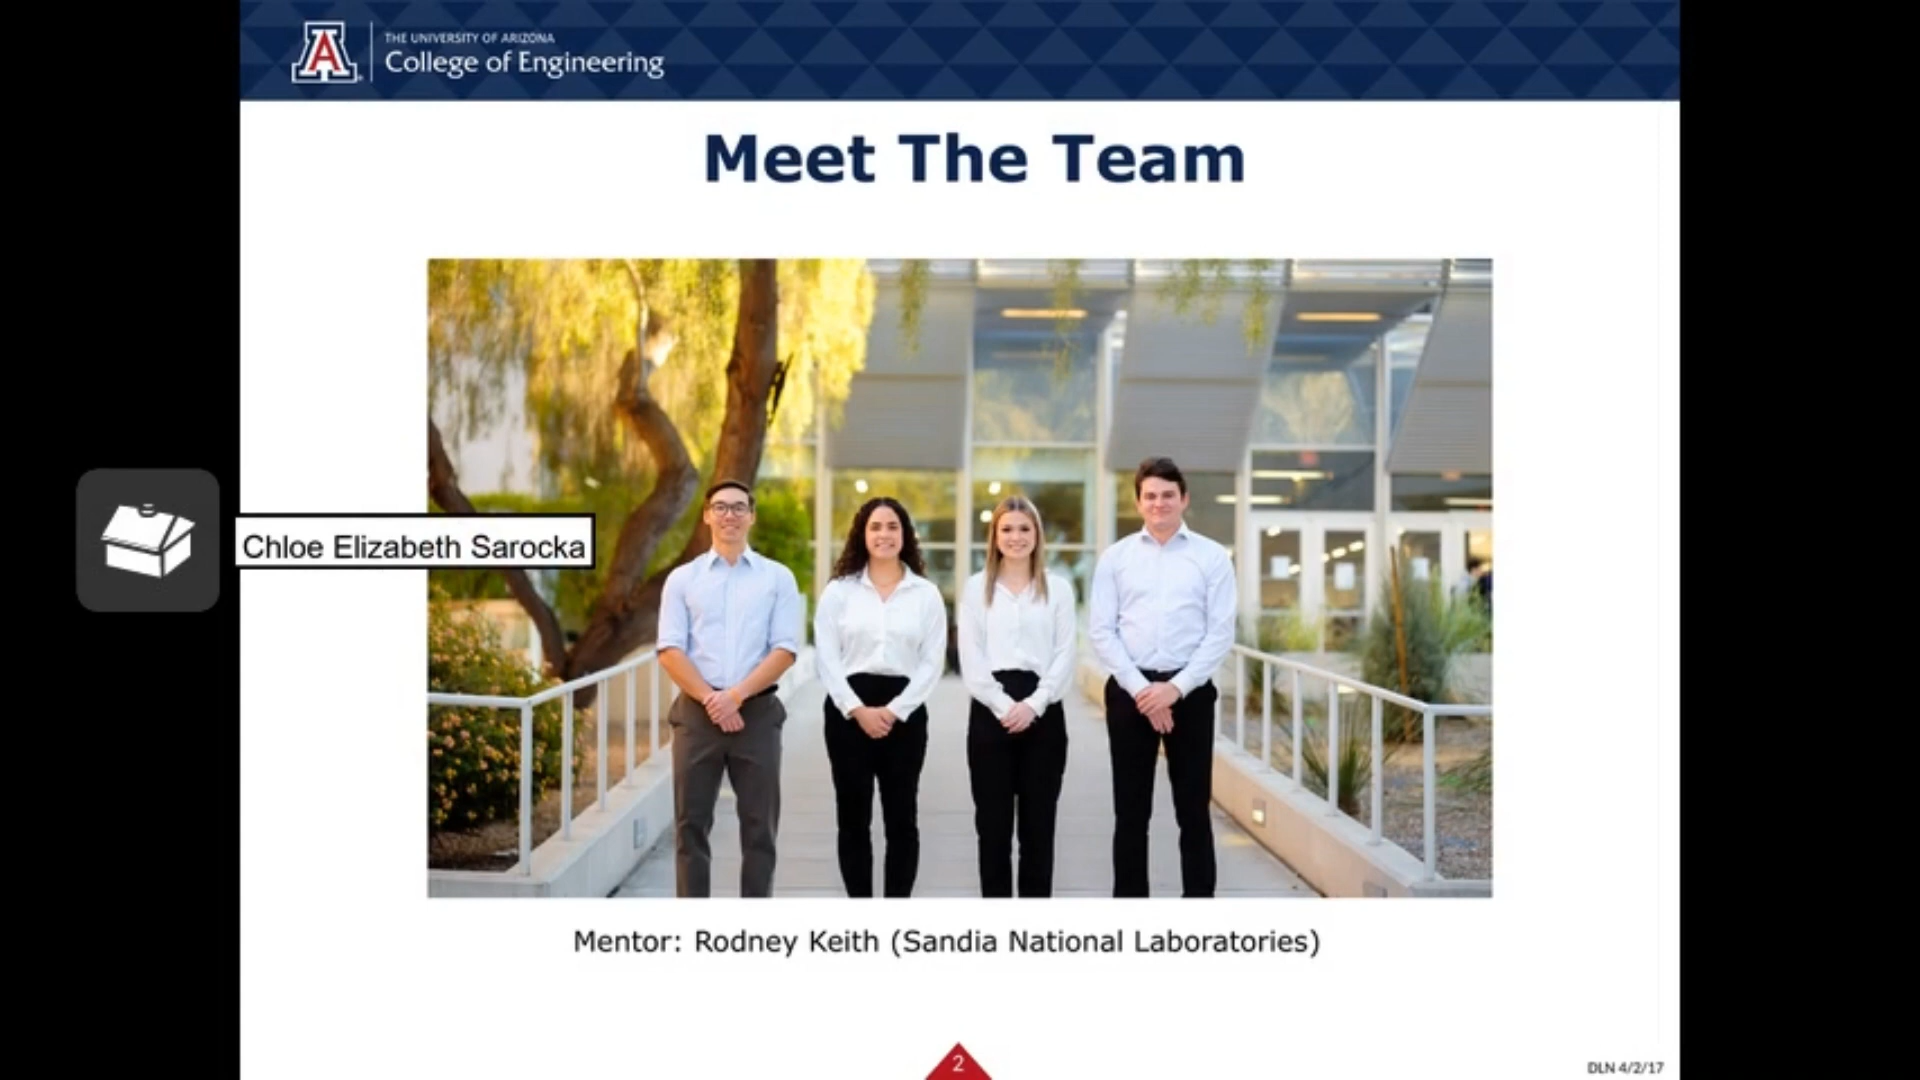 THE UNIVERSITY OF ARIZONA
College of Engineering
Meet The Team
Chloe Elizabeth Sarocka
Mentor: Rodney Keith (Sandia National Laboratories)
2
DLN 4/2/17